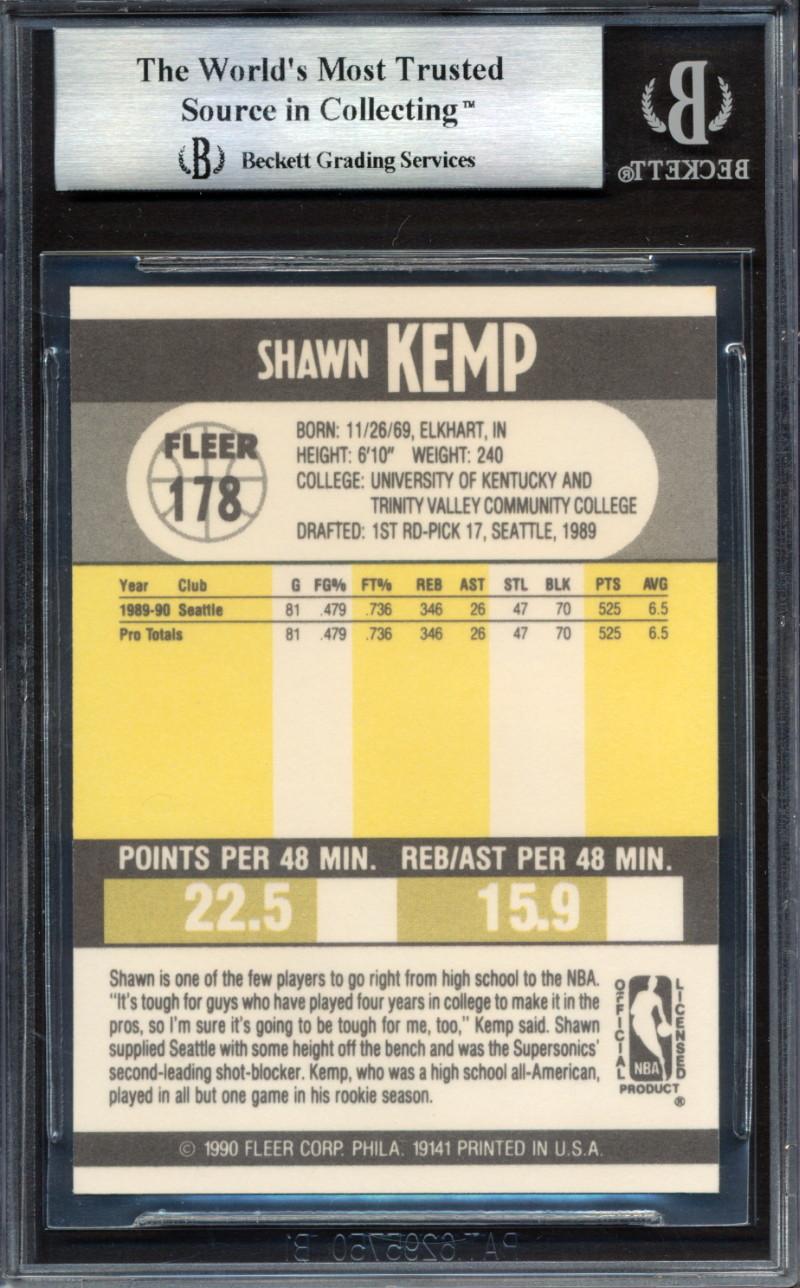 The World's Most Trusted
Source in Collecting™
B Beckett Grading Services
B
BECKETT®
SHAWN KEMP
FLEER
178
BORN: 11/26/69, ELKHART, IN
HEIGHT: 6'10" WEIGHT: 240
COLLEGE: UNIVERSITY OF KENTUCKY AND
TRINITY VALLEY COMMUNITY COLLEGE
DRAFTED: 1ST RD-PICK 17, SEATTLE, 1989
Year Club G FG% FT% REB AST STL BLK PTS AVG
1989-90 Seattle 81 .479 .736 346 26 47 70 525 6.5
Pro Totals 81 .479 .736 346 26 47 70 525 6.5
POINTS PER 48 MIN. REB/AST PER 48 MIN.
22.5 15.9
Shawn is one of the few players to go right from high school to the NBA.
"It's tough for guys who have played four years in college to make it in the
pros, so I'm sure it's going to be tough for me, too," Kemp said. Shawn
supplied Seattle with some height off the bench and was the Supersonics'
second-leading shot-blocker. Kemp, who was a high school all-American,
played in all but one game in his rookie season.
OFFICIAL
LICENSED
NBA
PRODUCT
®
© 1990 FLEER CORP. PHILA. 19141 PRINTED IN U.S.A.
PAT.6295750 B1